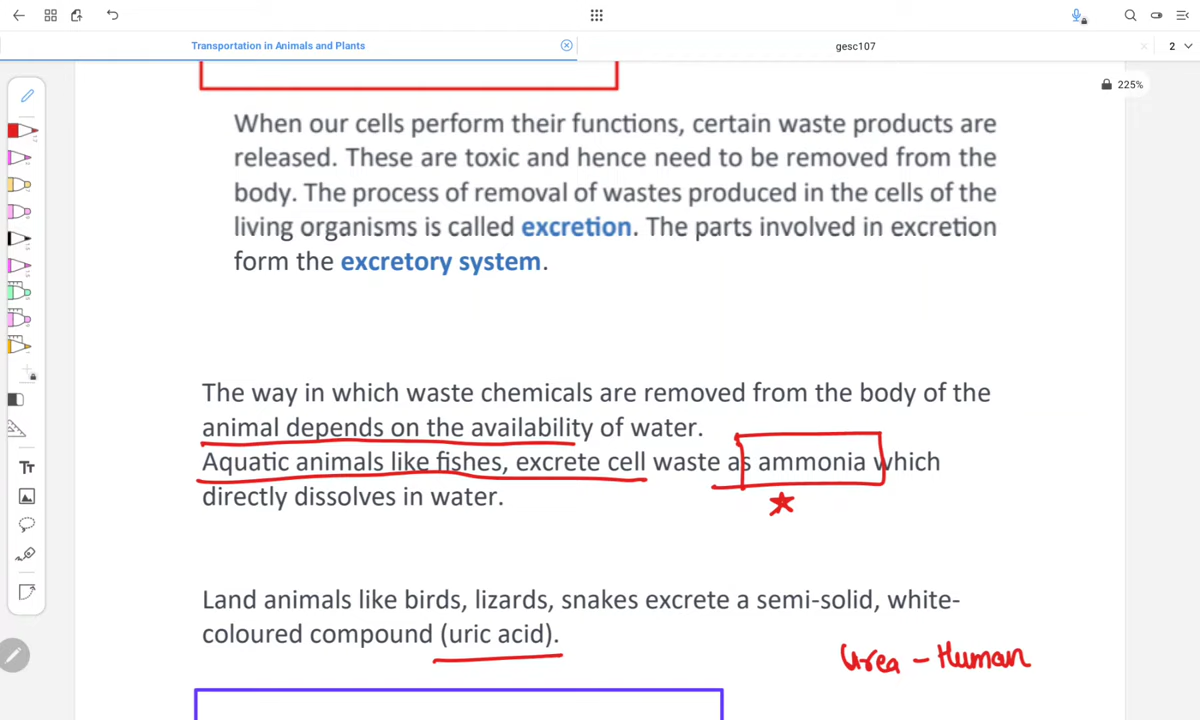 Transportation in Animals and Plants
gesc107
2
225%
When our cells perform their functions, certain waste products are
released. These are toxic and hence need to be removed from the
body. The process of removal of wastes produced in the cells of the
living organisms is called excretion. The parts involved in excretion
form the excretory system.
The way in which waste chemicals are removed from the body of the
animal depends on the availability of water.
Aquatic animals like fishes, excrete cell waste as ammonia which
directly dissolves in water.
Tт
Land animals like birds, lizards, snakes excrete a semi-solid, white-
coloured compound (uric acid).
Urea - Human